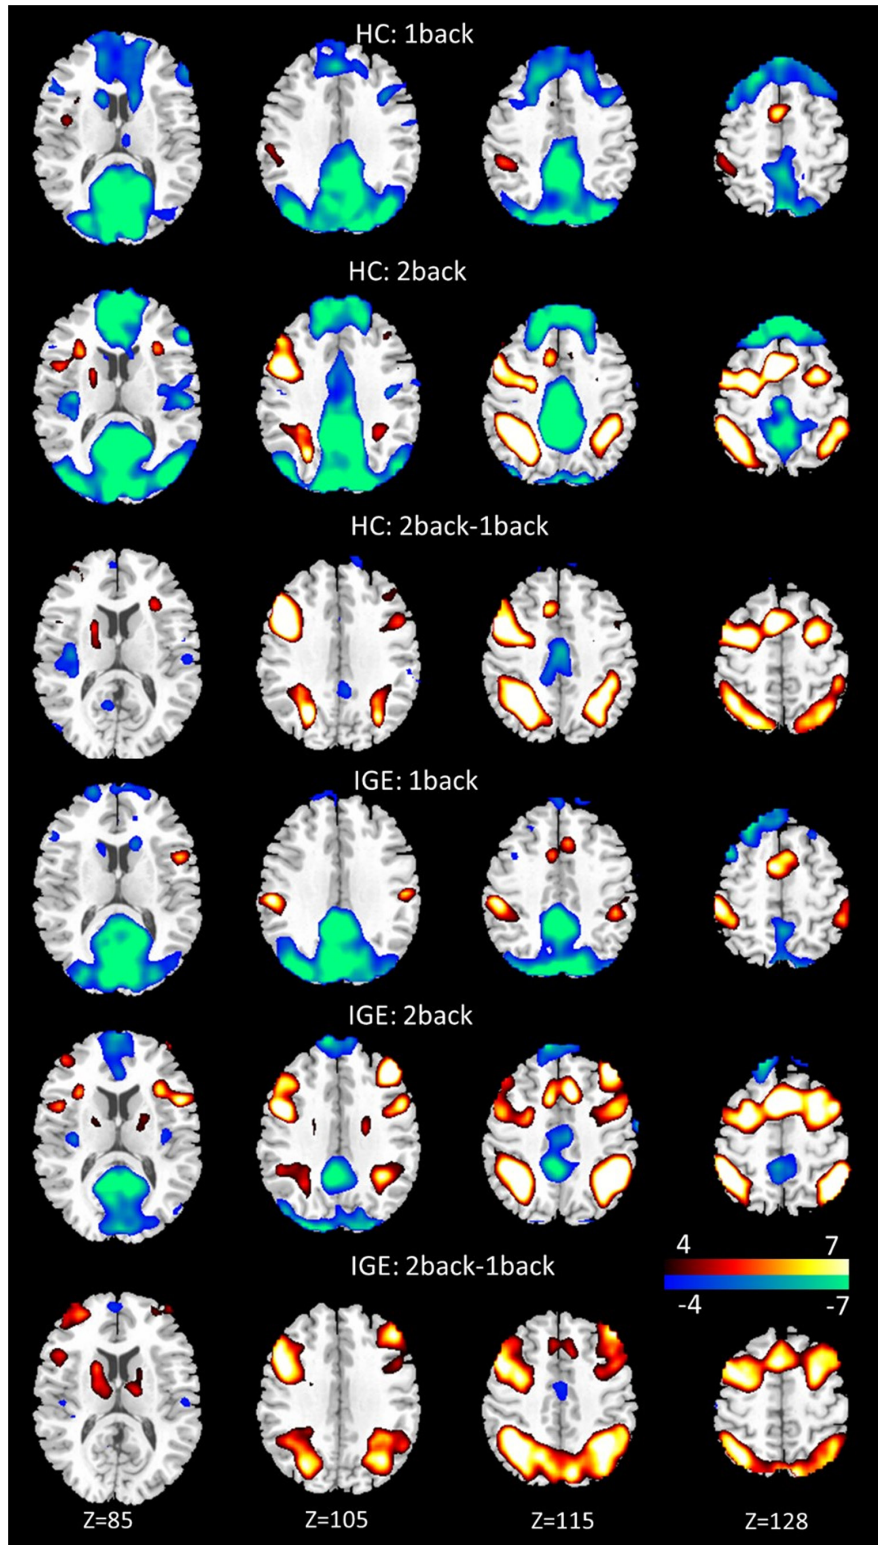 HC: 1back
HC: 2back
HC: 2back-1back
IGE: 1back
IGE: 2back
4 7
-4 -7
IGE: 2back-1back
Z=85 Z=105 Z=115 Z=128